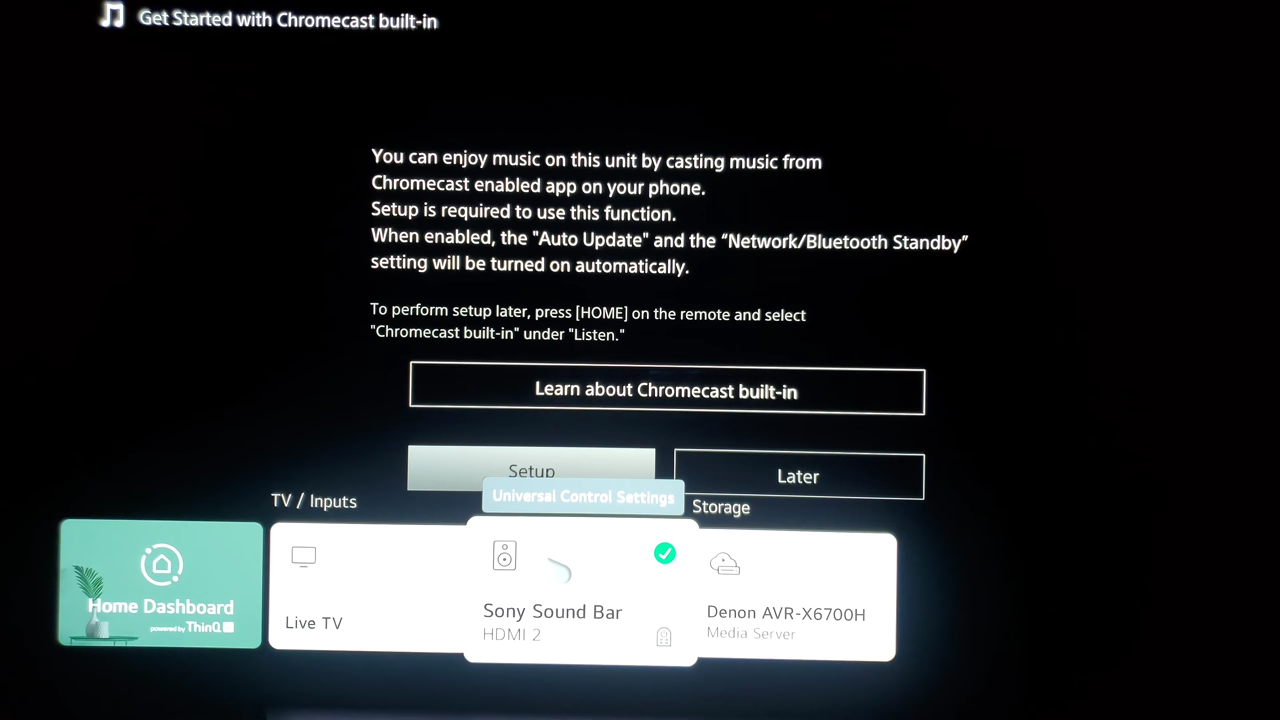 Get Started with Chromecast built-in
You can enjoy music on this unit by casting music from
Chromecast enabled app on your phone.
Setup is required to use this function.
When enabled, the "Auto Update" and the “Network/Bluetooth Standby”
setting will be turned on automatically.
To perform setup later, press [HOME] on the remote and select
"Chromecast built-in" under "Listen."
Learn about Chromecast built-in
Setup
Later
Universal Control Settings
TV / Inputs
Storage
Home Dashboard
powered by ThinQ
Live TV
Sony Sound Bar
HDMI 2
Denon AVR-X6700H
Media Server